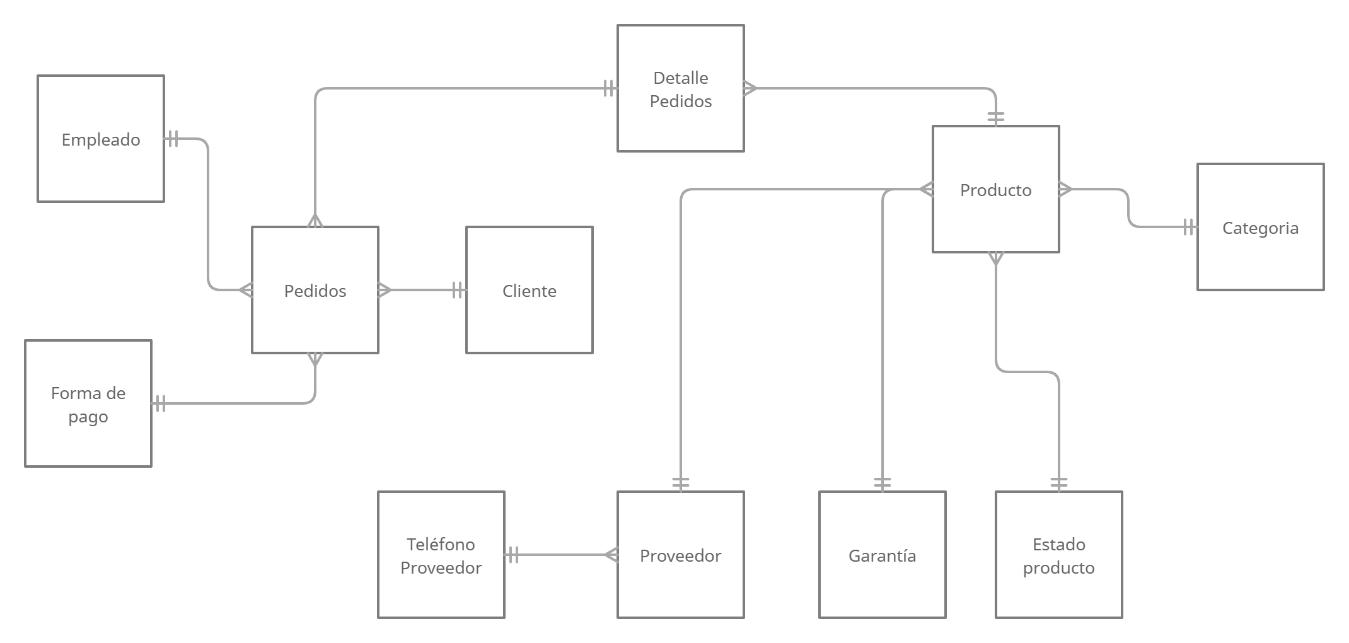 Detalle
Pedidos
Empleado
Producto
Categoria
Pedidos
Cliente
Forma de
pago
Teléfono
Proveedor
Proveedor
Garantía
Estado
producto